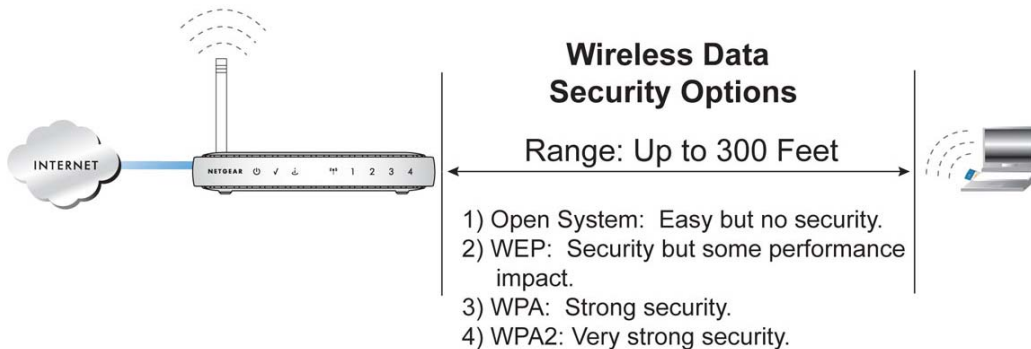 Wireless Data
Security Options
INTERNET
NETGEAR 1 2 3 4
Range: Up to 300 Feet
1) Open System: Easy but no security.
2) WEP: Security but some performance
impact.
3) WPA: Strong security.
4) WPA2: Very strong security.